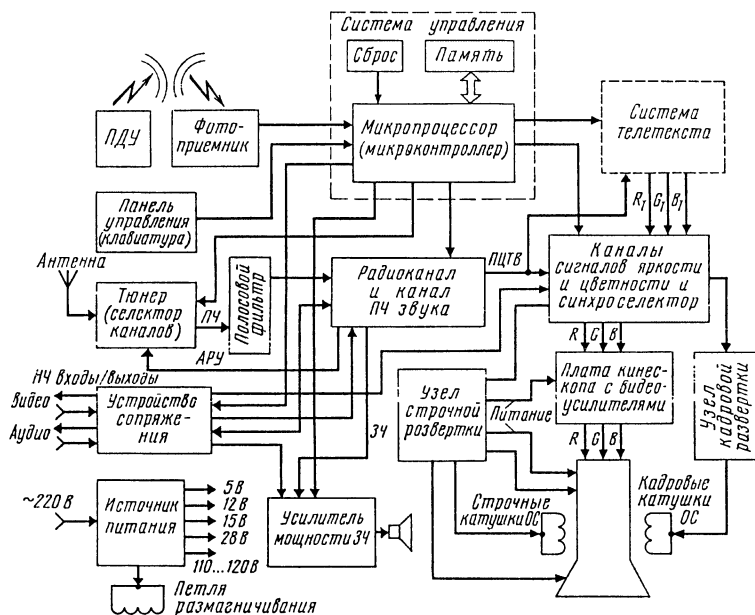 Система управления
Сброс
Память
ПДУ
Фото-
приемник
Микропроцессор
(микроконтроллер)
Система
телетекста
Панель
управления
(клавиатура)
R1
G1
B1
Антенна
Тюнер
(селектор
каналов)
ПЧ
Полосовой
фильтр
Радиоканал
и канал
ПЧ звука
ПЦТВ
Каналы
сигналов яркости
и цветности и
синхроселектор
АРУ
R
G
B
НЧ входы/выходы
Видео
Аудио
Устройство
сопряже-
ния
ЗЧ
Узел
строчной
развертки
Питание
Плата кинес-
копа с видео-
усилителями
Узел
кадровой
развертки
R
G
B
~220 В
Источник
питания
5 В
12 В
15 В
28 В
110...120 В
Усилитель
мощности ЗЧ
Строчные
катушки ОС
Кадровые
катушки
ОС
Петля
размагничивания